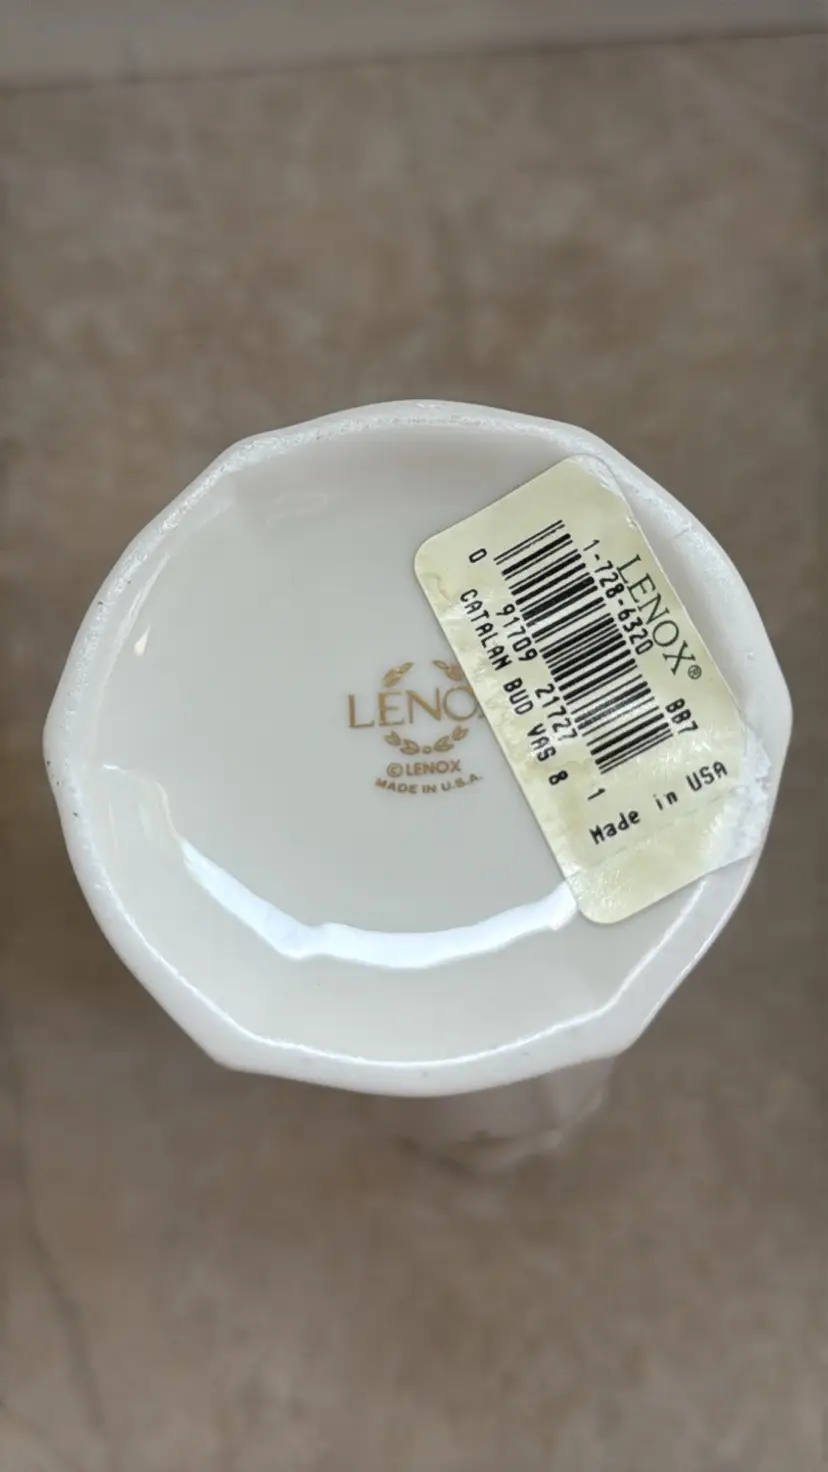 LENO
©LENOX
MADE IN U.S.A.
LENOX®
1-728-6320 BB7
0 91709 21727 1
CATALAN BUD VAS 8
Made in USA